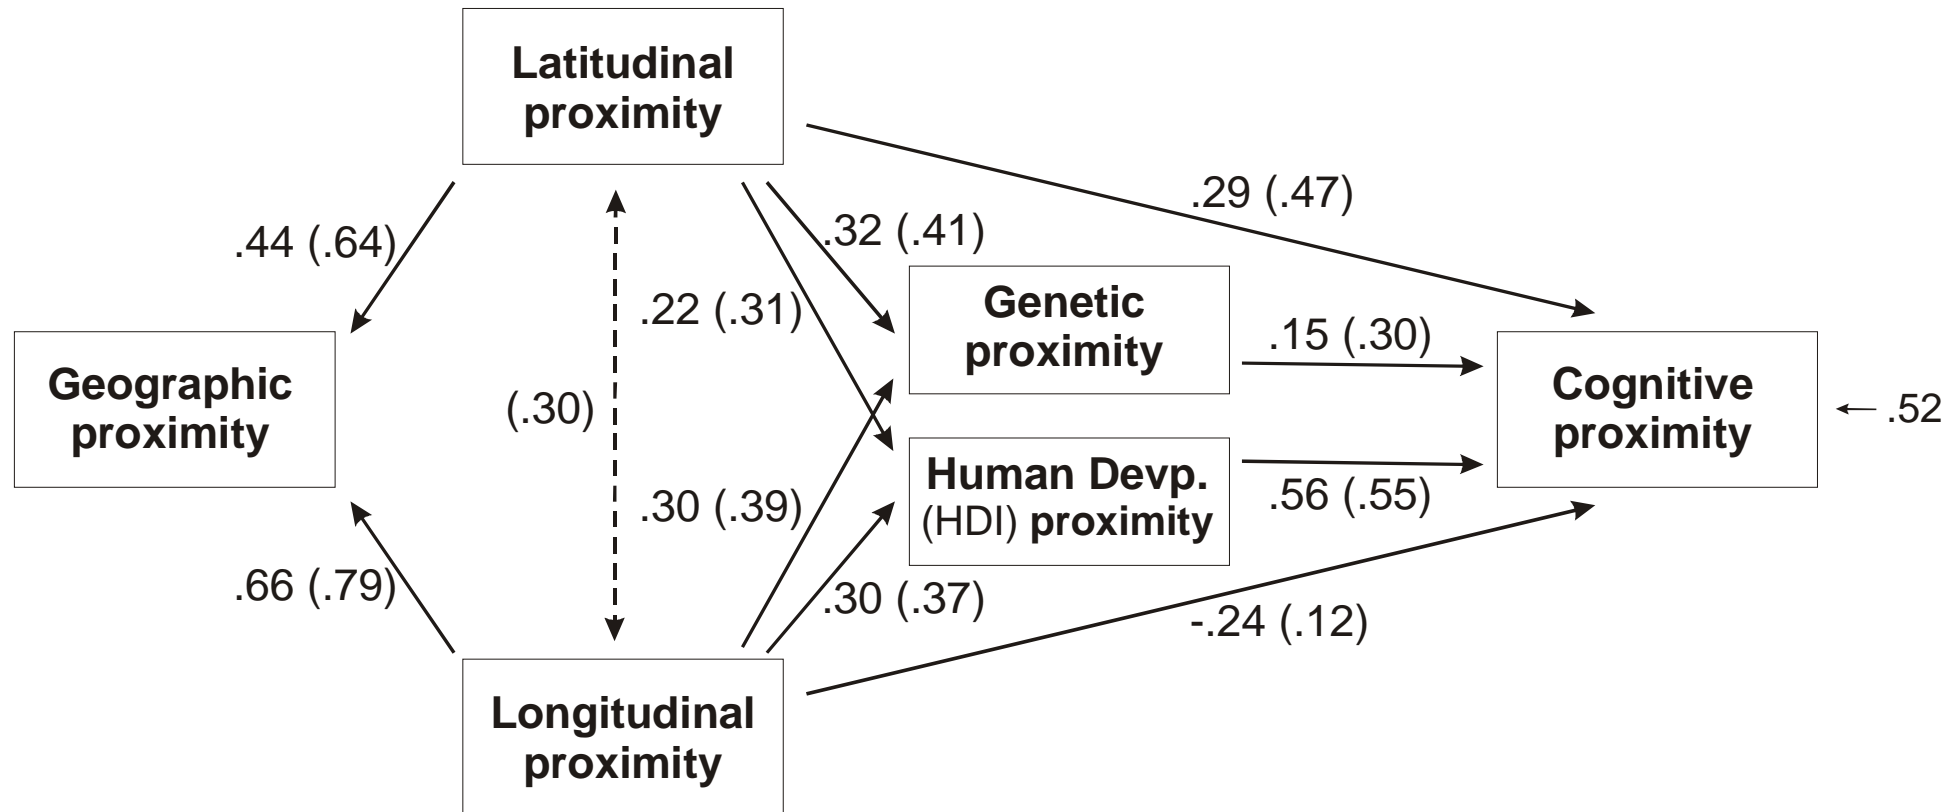 Latitudinal
proximity
.29 (.47)
.32 (.41)
.44 (.64)
.22 (.31)
Genetic
proximity
.15 (.30)
Geographic
proximity
(.30)
Cognitive
proximity
.52
Human Devp.
(HDI) proximity
.56 (.55)
.30 (.39)
.66 (.79)
.30 (.37)
-.24 (.12)
Longitudinal
proximity